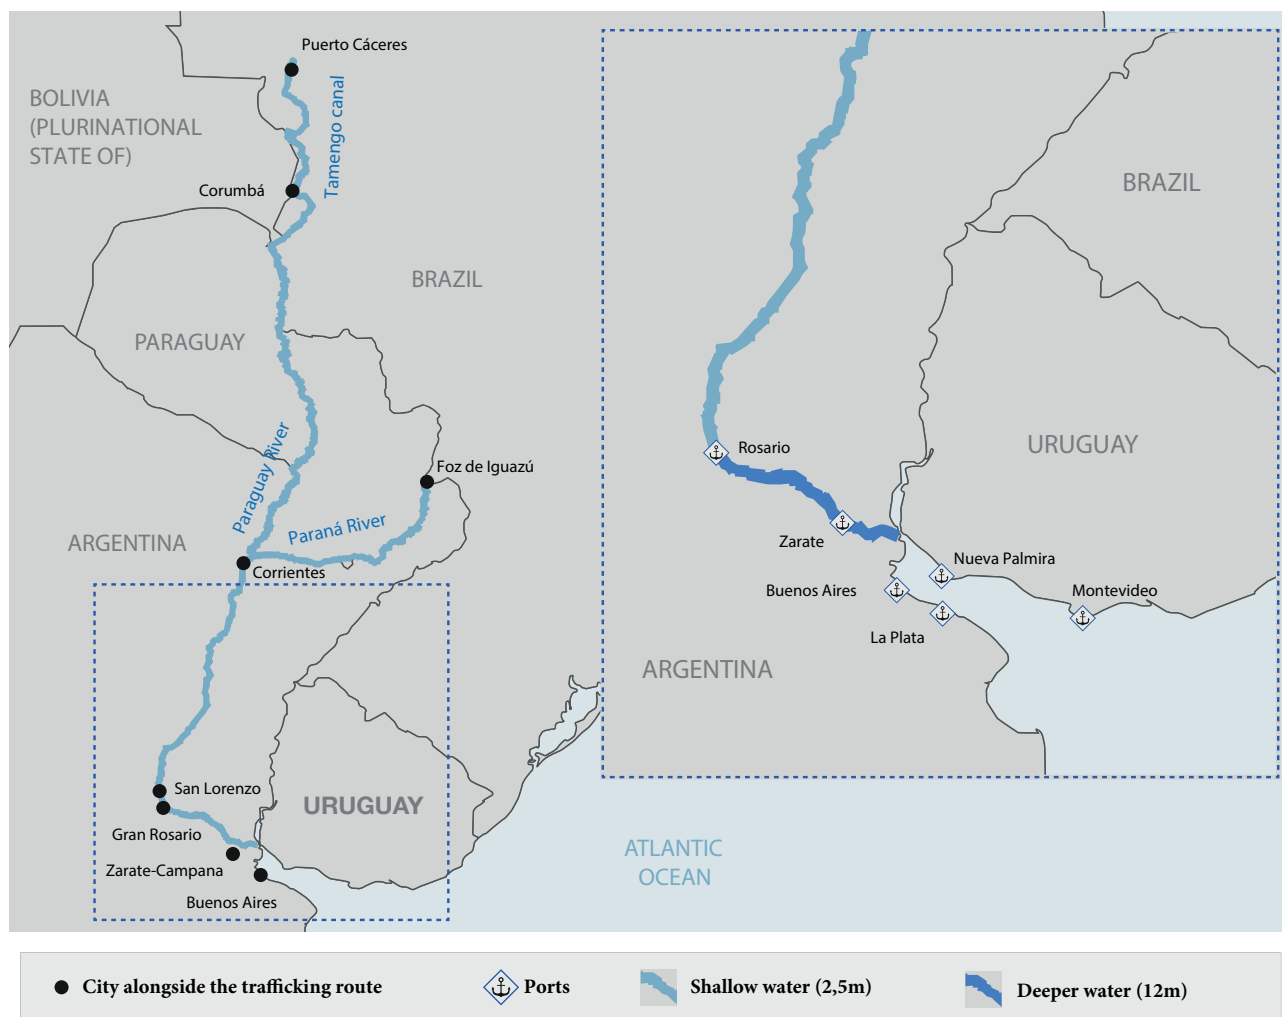 Puerto Cáceres
BOLIVIA
(PLURINATIONAL
STATE OF)
Tamengo canal
Corumbá
BRAZIL
PARAGUAY
Paraguay River
Foz de Iguazú
Paraná River
ARGENTINA
Corrientes
San Lorenzo
Gran Rosario
URUGUAY
Zarate-Campana
Buenos Aires
BRAZIL
URUGUAY
Rosario
Zarate
Nueva Palmira
Buenos Aires
Montevideo
La Plata
ARGENTINA
ATLANTIC
OCEAN
City alongside the trafficking route
Ports
Shallow water (2,5m)
Deeper water (12m)